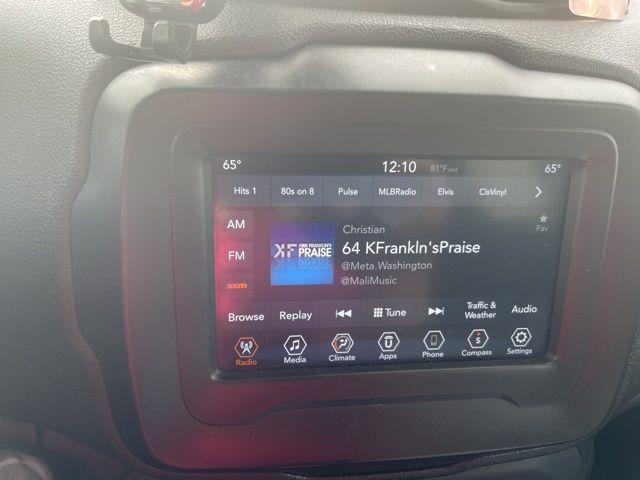 65° 12:10 81°F out 65°
Hits 1 80s on 8 Pulse MLBRadio Elvis ClsVinyl
AM
FM
sxm
KF KIRK FRANKLIN'S
PRAISE
Christian
64 KFrankln'sPraise
@Meta.Washington
@MaliMusic
Fav
Browse Replay Tune Traffic &
Weather Audio
Radio Media Climate Apps Phone Compass Settings
S